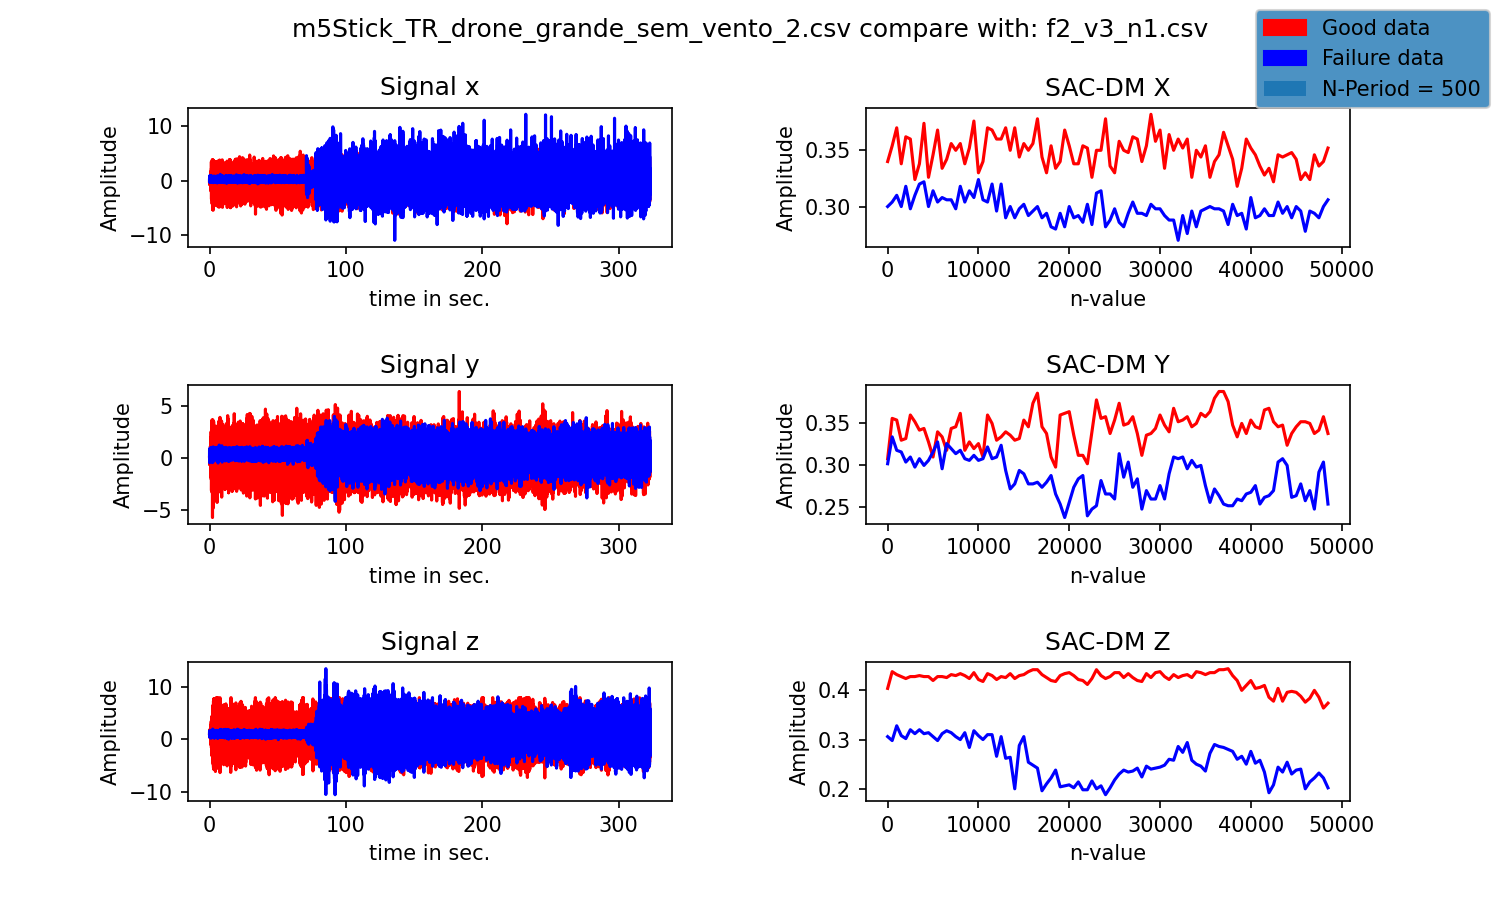 m5Stick_TR_drone_grande_sem_vento_2.csv compare with: f2_v3_n1.csv
Good data
Failure data
N-Period = 500
Signal x
Amplitude
10
0
−10
0 100 200 300
time in sec.
SAC-DM X
Amplitude
0.35
0.30
0 10000 20000 30000 40000 50000
n-value
Signal y
Amplitude
5
0
−5
0 100 200 300
time in sec.
SAC-DM Y
Amplitude
0.35
0.30
0.25
0 10000 20000 30000 40000 50000
n-value
Signal z
Amplitude
10
0
−10
0 100 200 300
time in sec.
SAC-DM Z
Amplitude
0.4
0.3
0.2
0 10000 20000 30000 40000 50000
n-value